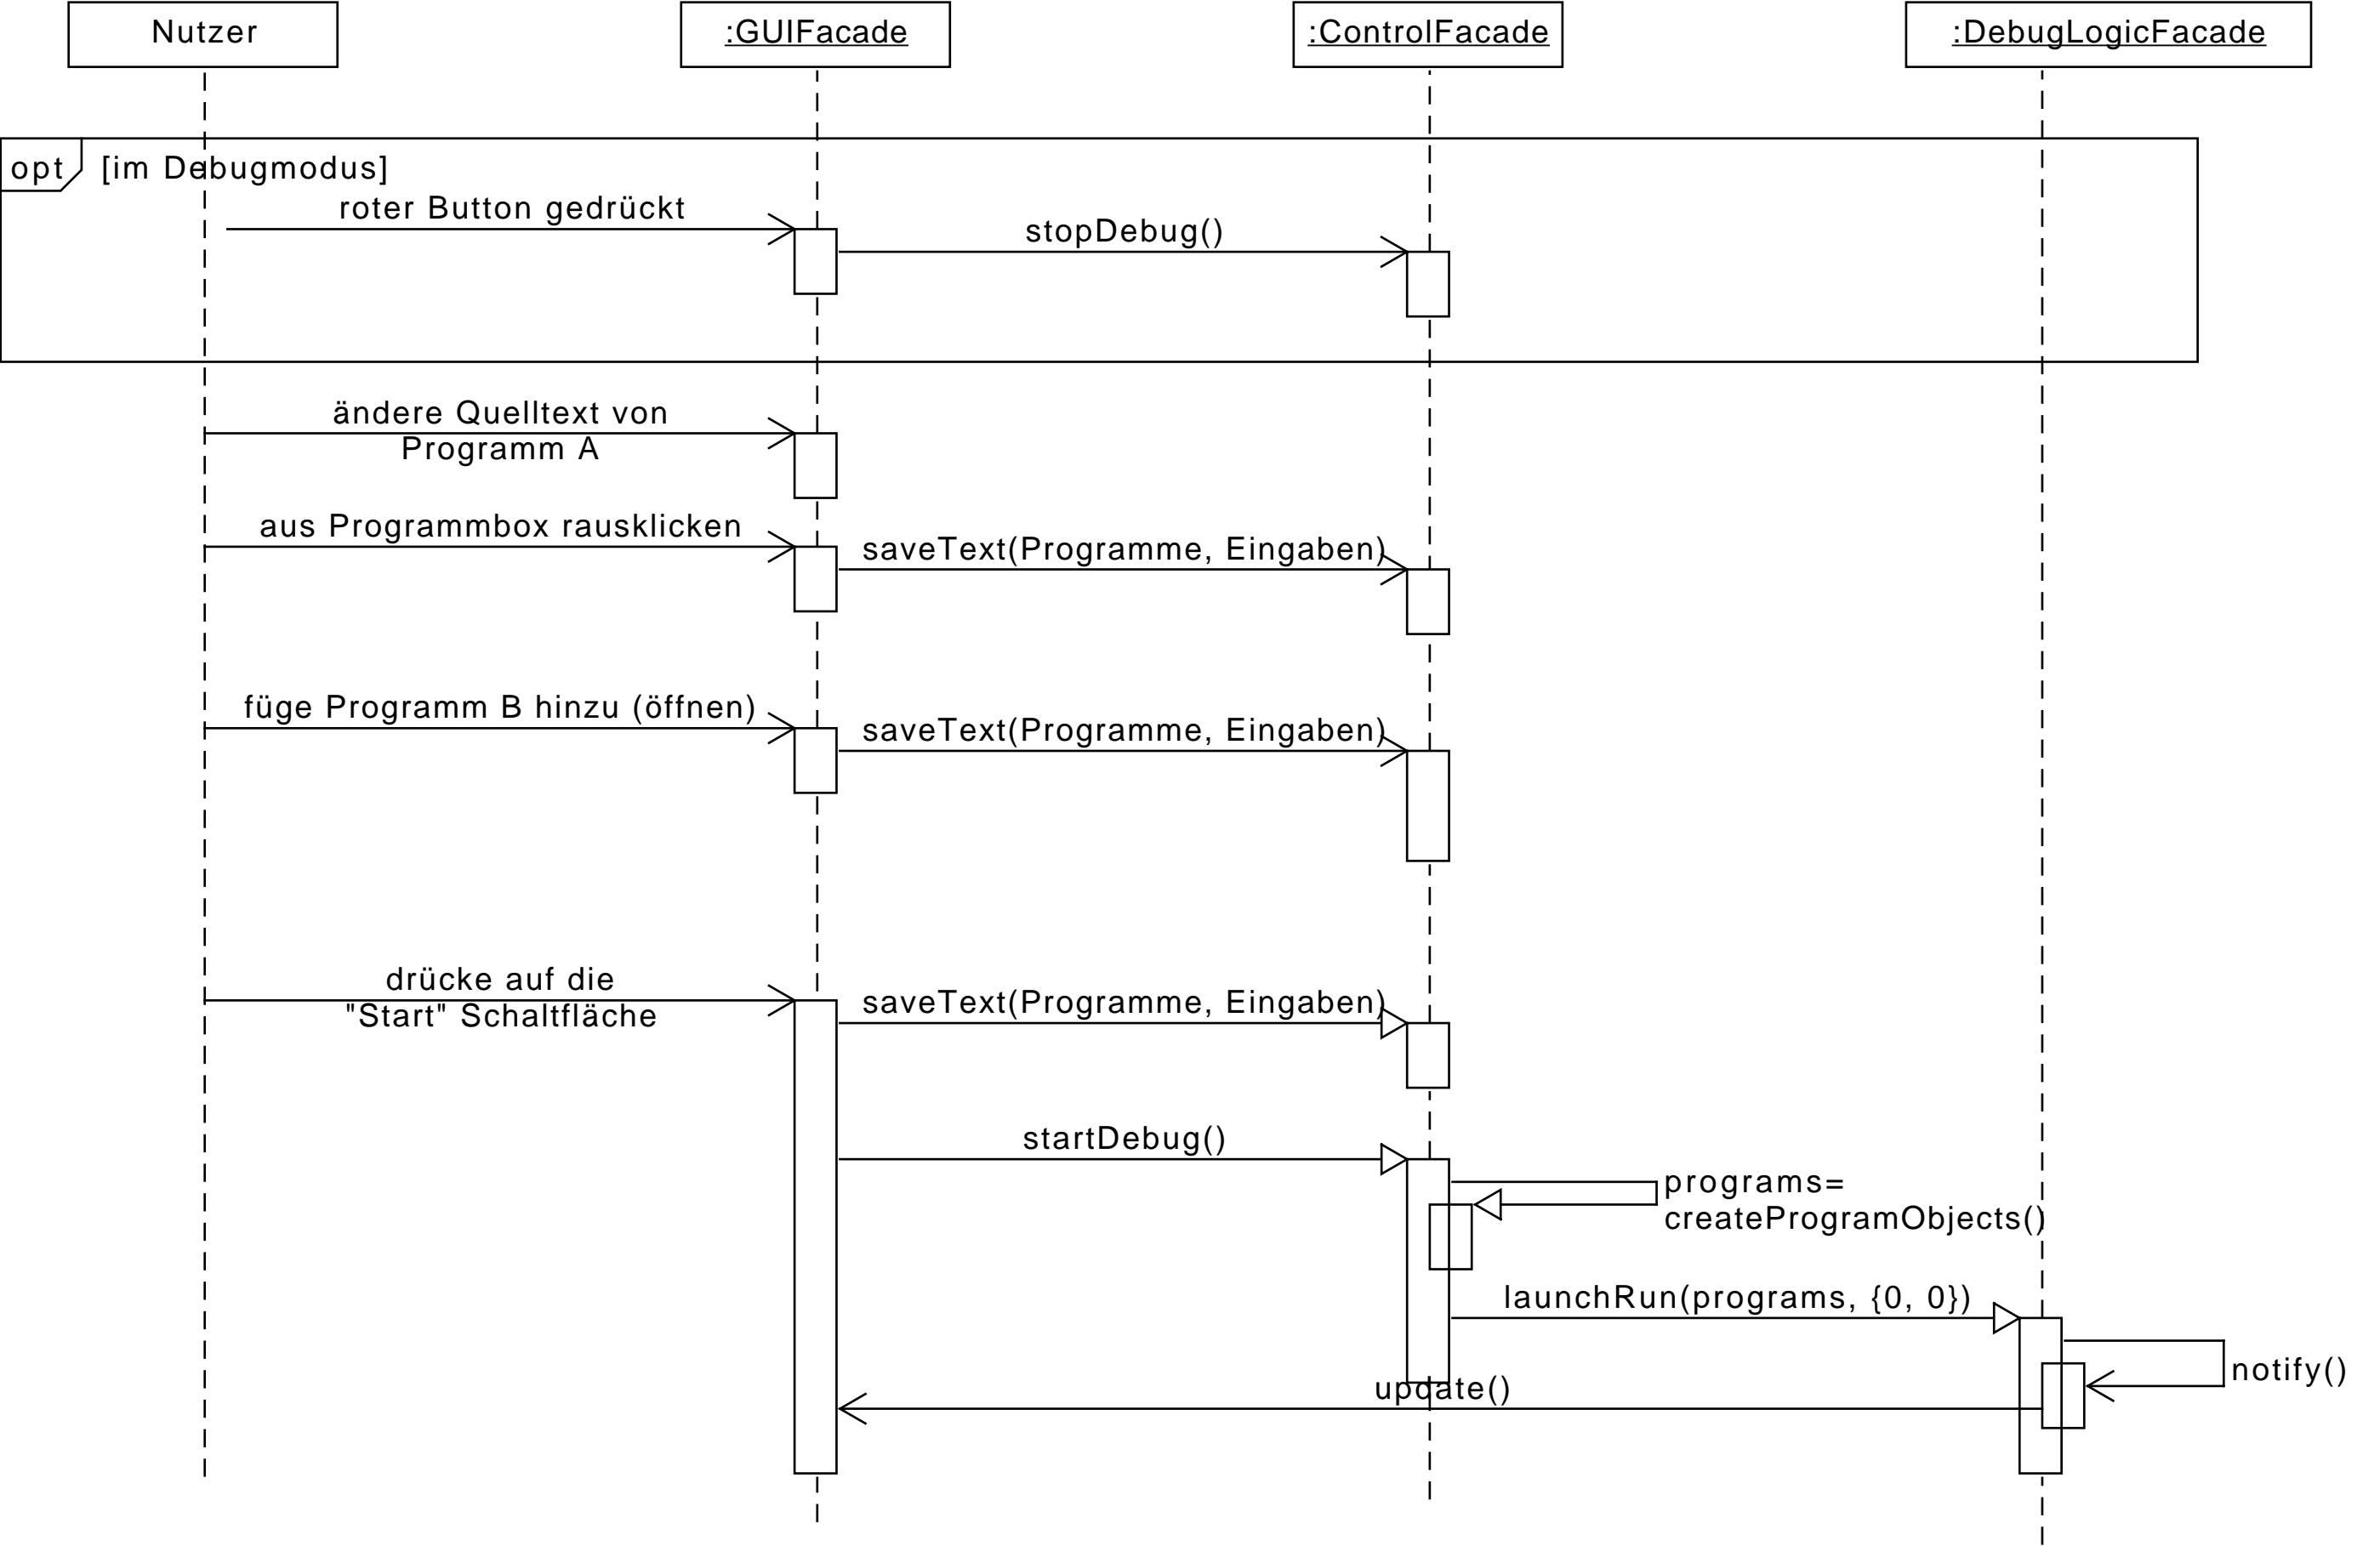 Nutzer
:GUIFacade
:ControlFacade
:DebugLogicFacade
opt
[im Debugmodus]
roter Button gedrückt
stopDebug()
ändere Quelltext von
Programm A
aus Programmbox rausklicken
saveText(Programme, Eingaben)
füge Programm B hinzu (öffnen)
saveText(Programme, Eingaben)
drücke auf die
"Start" Schaltfläche
saveText(Programme, Eingaben)
startDebug()
programs=
createProgramObjects()
launchRun(programs, {0, 0})
notify()
update()